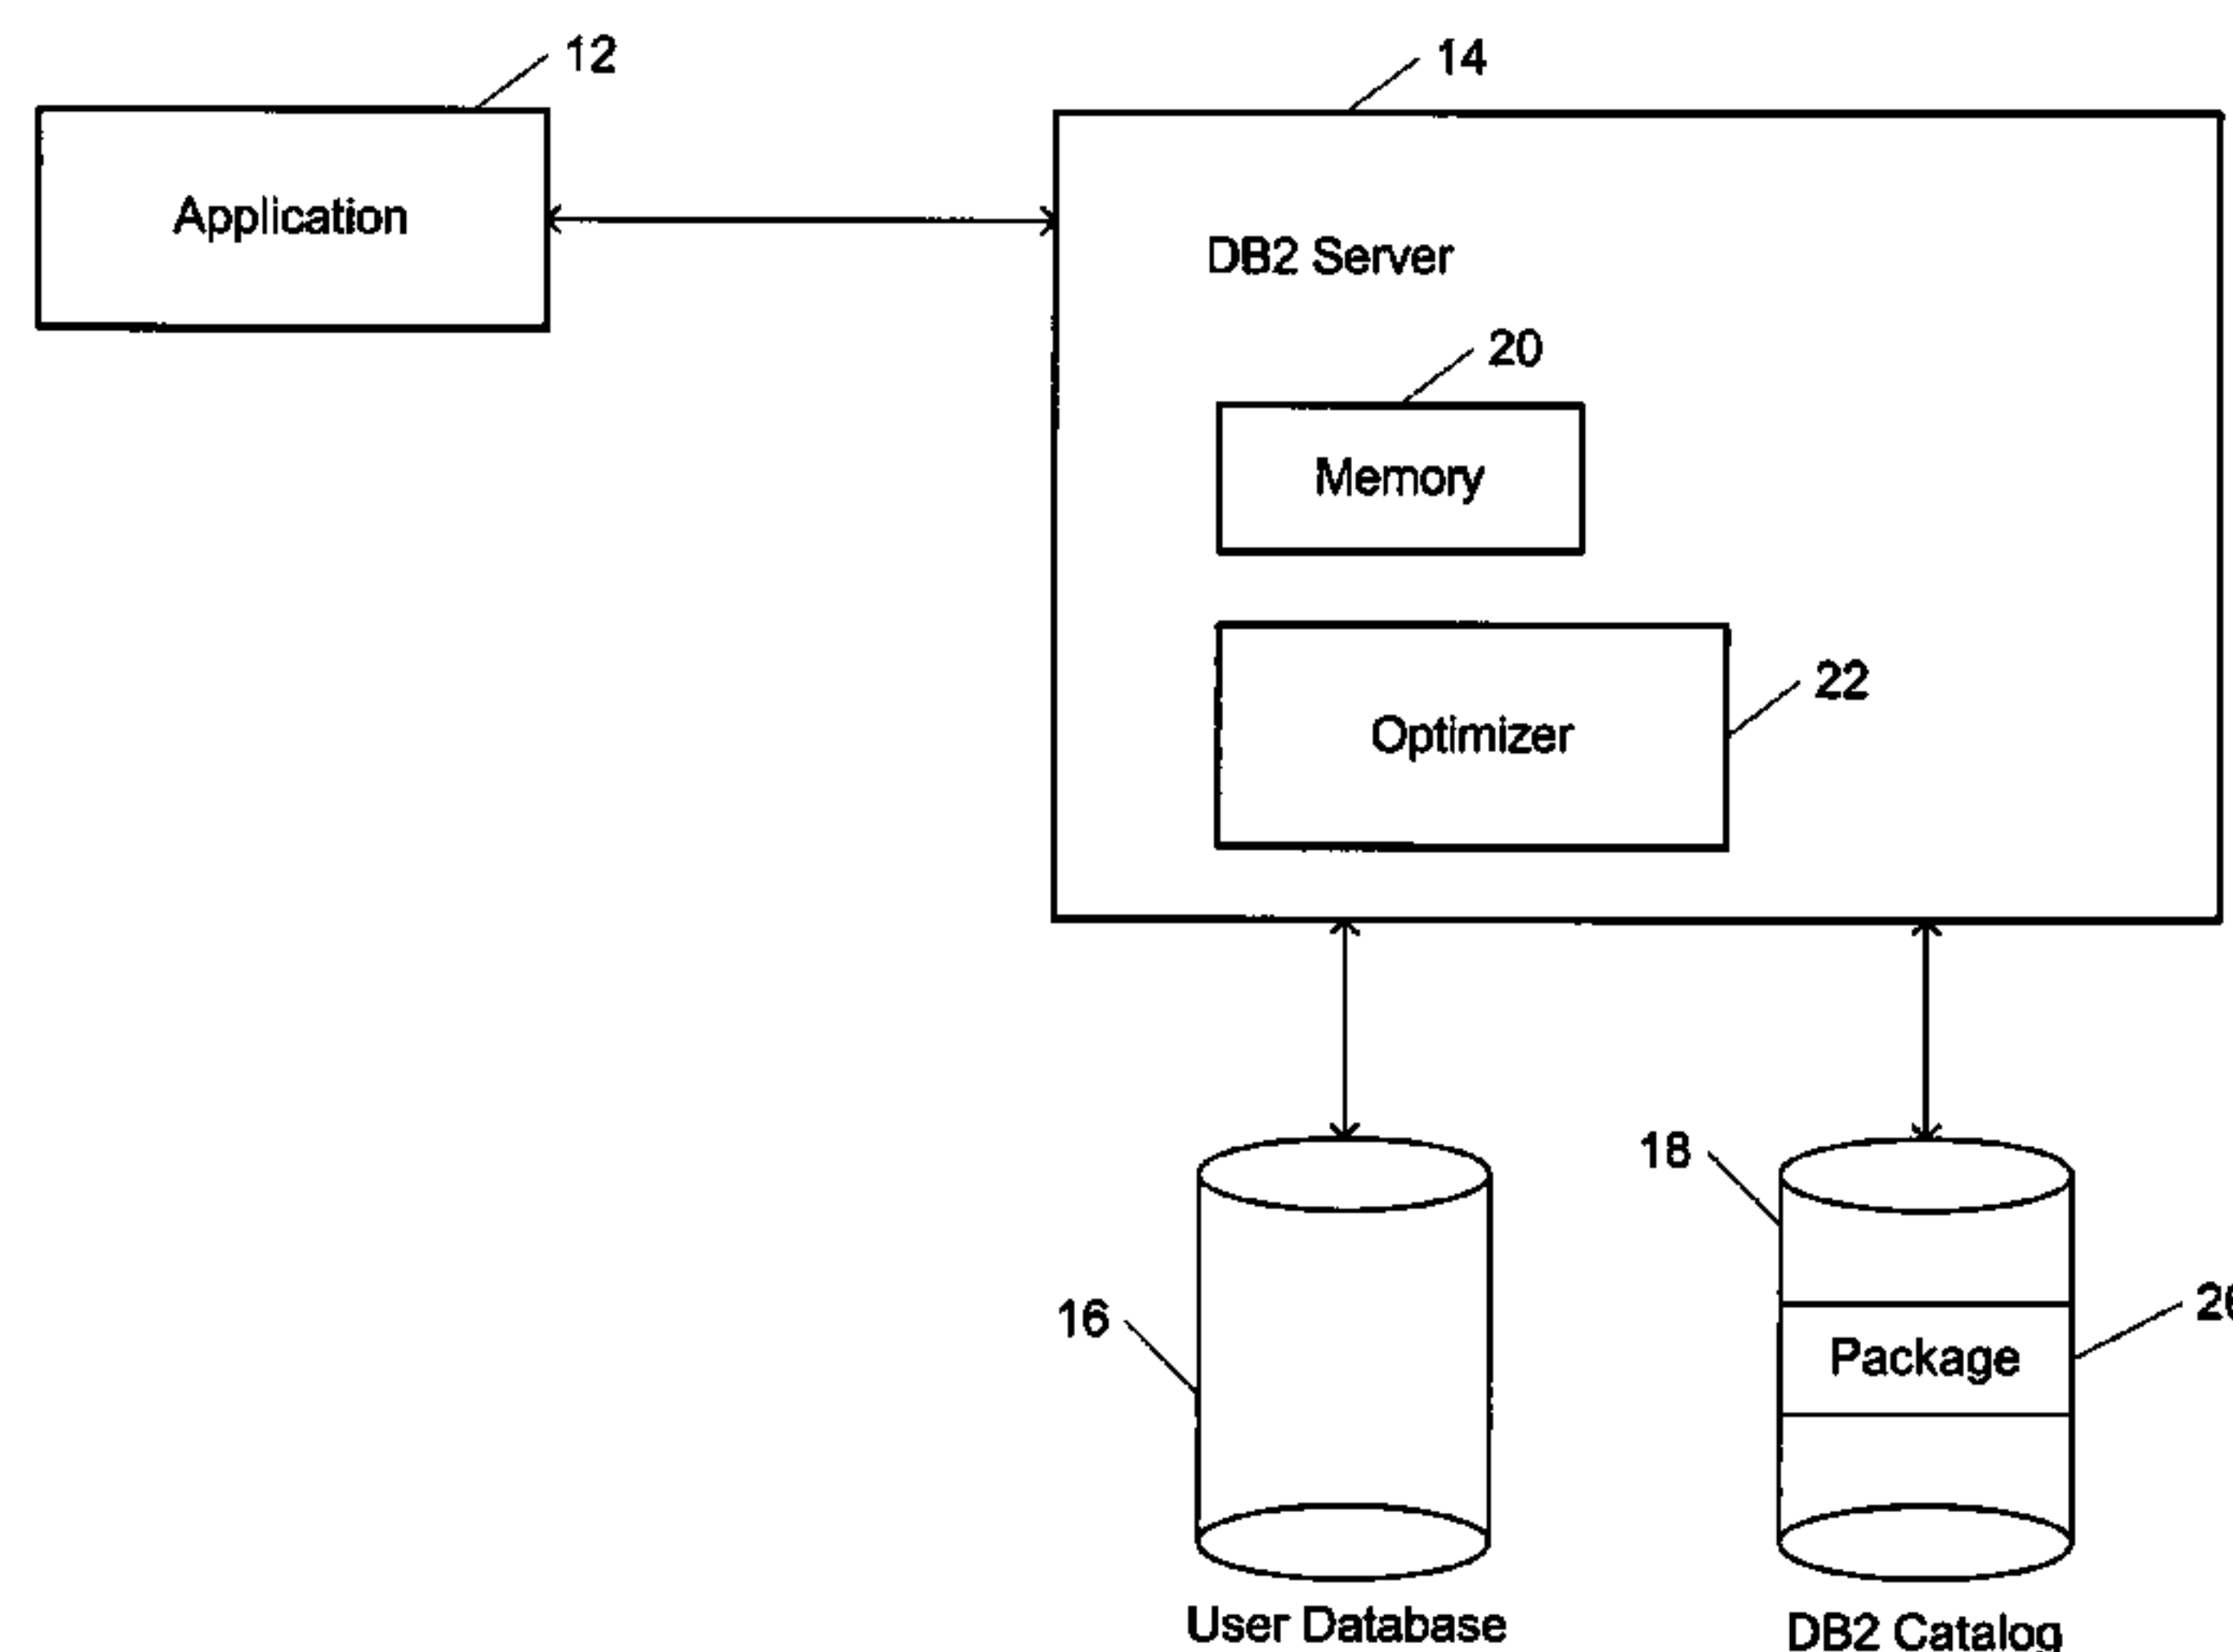 12
14
Application
DB2 Server
20
Memory
22
Optimizer
18
16
Package
User Database
DB2 Catalog